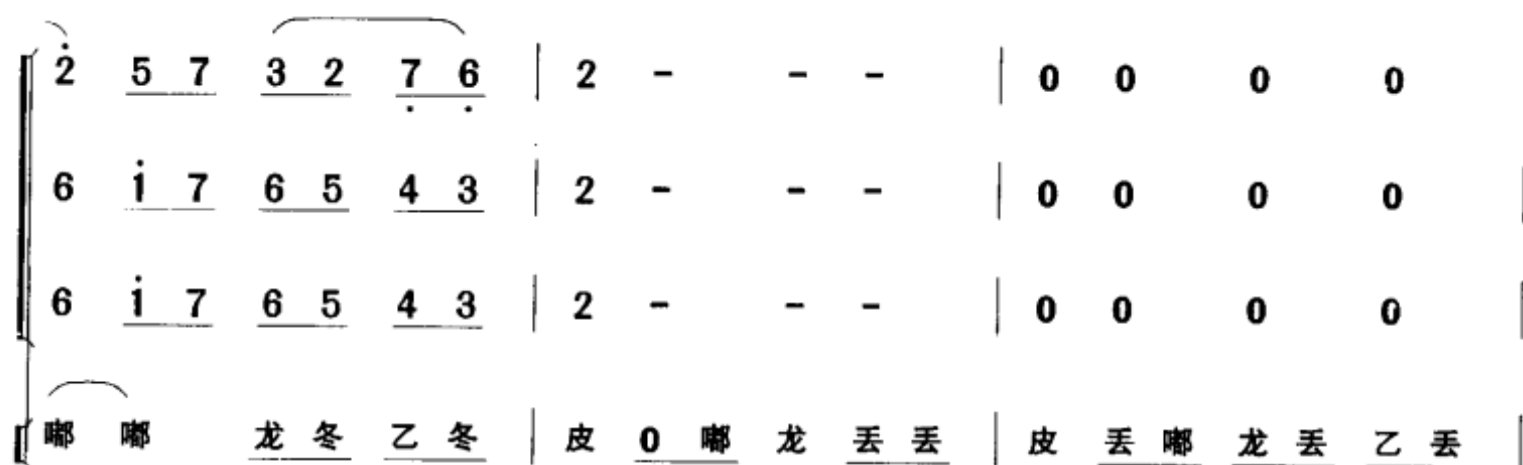 2̇ 5 7 3 2 7̣ 6̣ | 2 - - - | 0 0 0 0
6 1̇ 7 6 5 4 3 | 2 - - - | 0 0 0 0 |
6 1̇ 7 6 5 4 3 | 2 - - - | 0 0 0 0 |
嘟 嘟 龙 冬 乙 冬 | 皮 0 嘟 龙 丢 丢 | 皮 丢 嘟 龙 丢 乙 丢 |